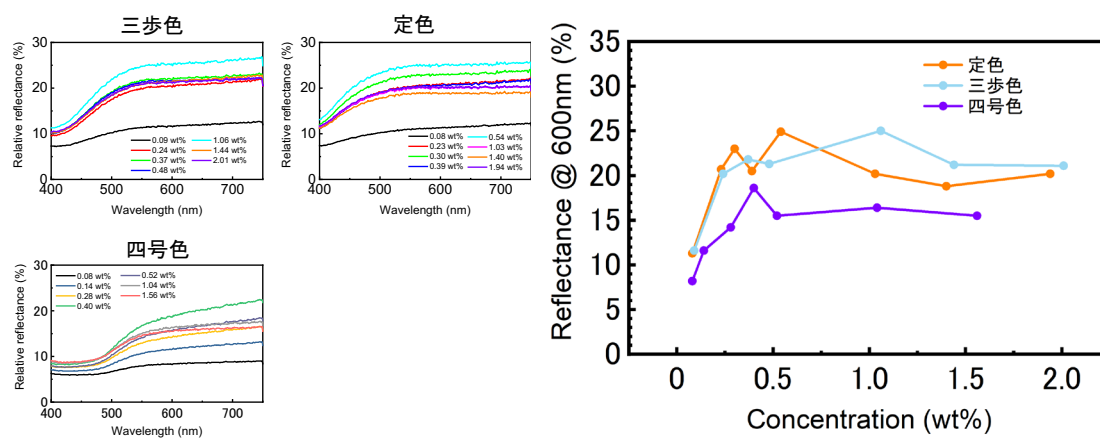 三歩色
Relative reflectance (%)
30
20
10
0
0.09 wt%
0.24 wt%
0.37 wt%
0.48 wt%
1.06 wt%
1.44 wt%
2.01 wt%
400
500
600
700
Wavelength (nm)
定色
Relative reflectance (%)
30
20
10
0
0.08 wt%
0.23 wt%
0.30 wt%
0.39 wt%
0.54 wt%
1.03 wt%
1.40 wt%
1.94 wt%
400
500
600
700
Wavelength (nm)
四号色
Relative reflectance (%)
30
20
10
0
0.08 wt%
0.14 wt%
0.28 wt%
0.40 wt%
0.52 wt%
1.04 wt%
1.56 wt%
400
500
600
700
Wavelength (nm)
Reflectance @ 600nm (%)
35
30
25
20
15
10
5
0
定色
三歩色
四号色
0
0.5
1.0
1.5
2.0
Concentration (wt%)